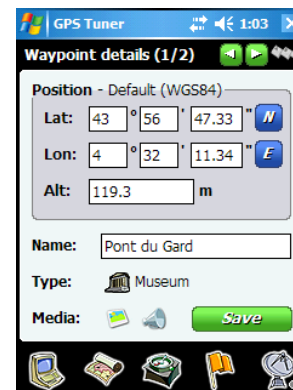 GPS Tuner 1:03
Waypoint details (1/2)
Position - Default (WGS84)
Lat: 43 ° 56 ' 47.33 " N
Lon: 4 ° 32 ' 11.34 " E
Alt: 119.3 m
Name: Pont du Gard
Type: Museum
Media: Save